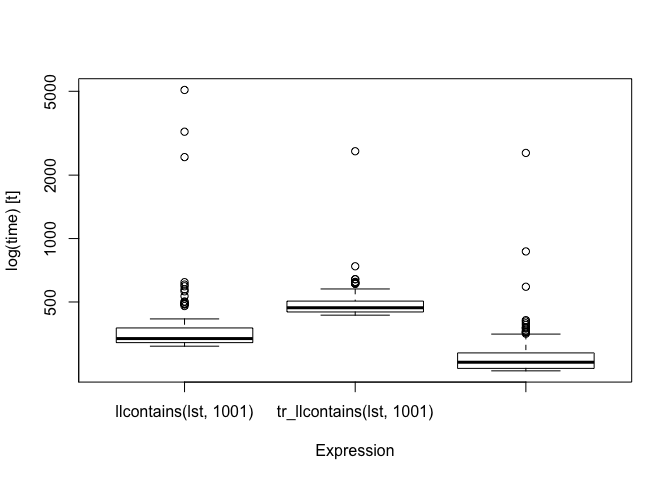 5000
2000
1000
500
log(time) [t]
llcontains(lst, 1001) tr_llcontains(lst, 1001)
Expression